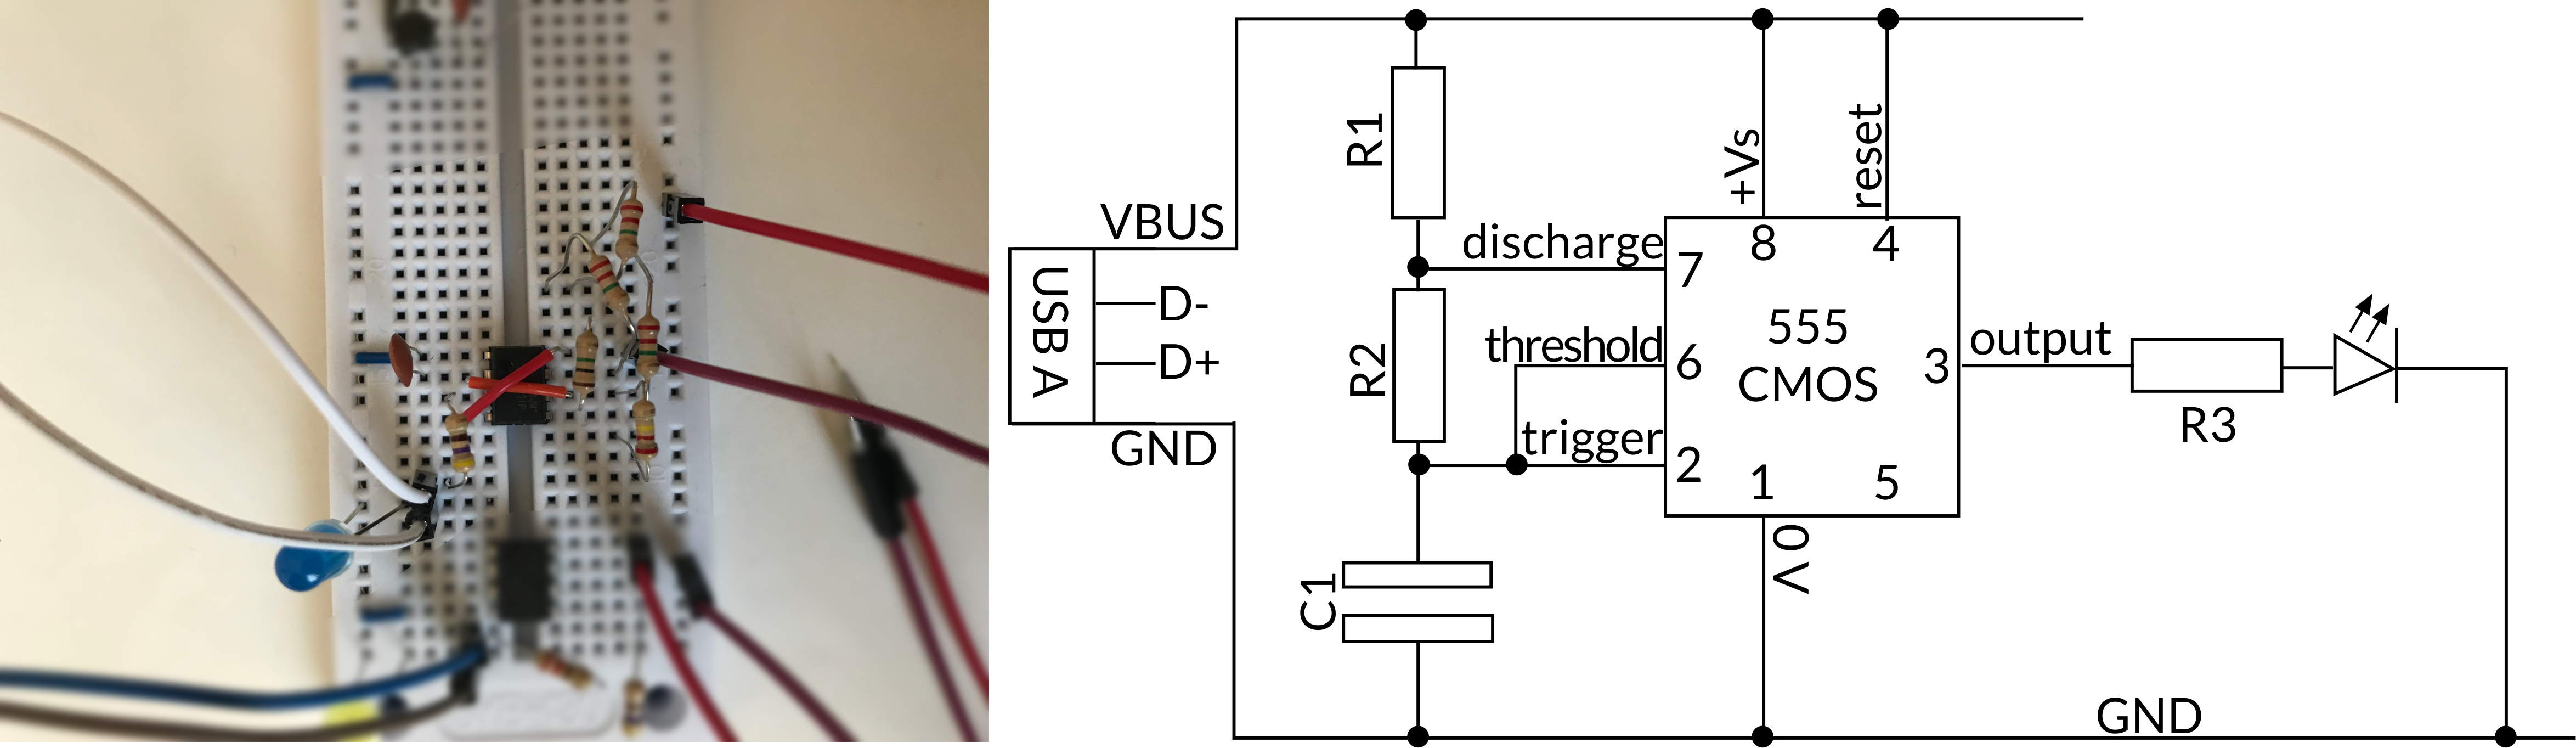 VBUS
USB A
D-
D+
GND
R1
R2
C1
discharge
threshold
trigger
+Vs
reset
7
8
4
6
555
CMOS
3
2
1
5
0 V
output
R3
GND